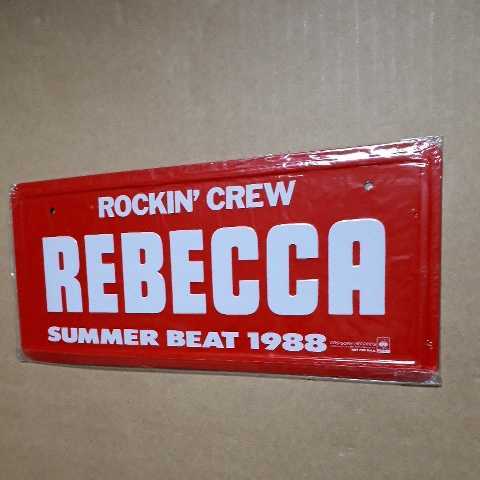 ROCKIN' CREW
REBECCA
SUMMER BEAT 1988